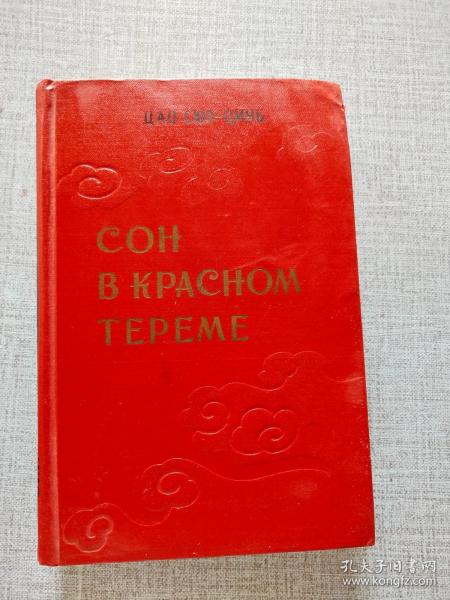 ЦАО СЮЭ-ЦИНЬ
СОН
В КРАСНОМ
ТЕРЕМЕ
孔夫子旧书网
www.kongfz.com